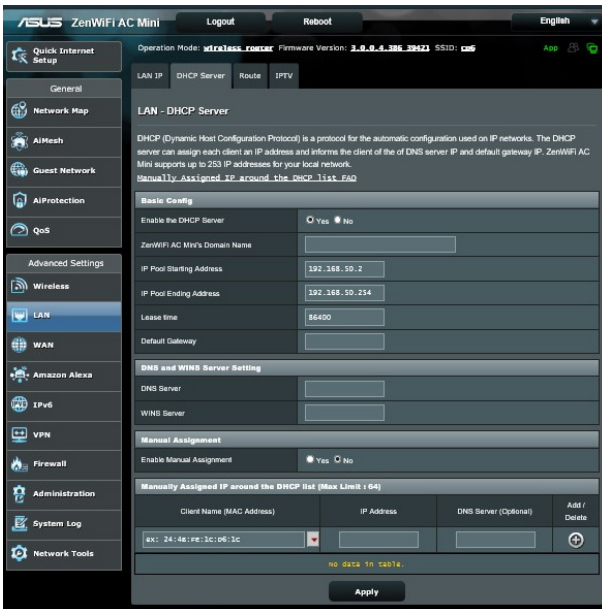 ASUS ZenWiFi AC Mini
Logout
Reboot
English
Quick Internet Setup
Operation Mode: Wireless router Firmware Version: 3.0.0.4.386_39421 SSID: cp6
App
General
Network Map
AiMesh
Guest Network
AiProtection
QoS
Advanced Settings
Wireless
LAN
WAN
Amazon Alexa
IPv6
VPN
Firewall
Administration
System Log
Network Tools
LAN IP
DHCP Server
Route
IPTV
LAN - DHCP Server
DHCP (Dynamic Host Configuration Protocol) is a protocol for the automatic configuration used on IP networks. The DHCP
server can assign each client an IP address and informs the client of the of DNS server IP and default gateway IP. ZenWiFi AC
Mini supports up to 253 IP addresses for your local network.
Manually Assigned IP around the DHCP list FAQ
Basic Config
Enable the DHCP Server
Yes No
ZenWiFi AC Mini's Domain Name
IP Pool Starting Address
192.168.50.2
IP Pool Ending Address
192.168.50.254
Lease time
86400
Default Gateway
DNS and WINS Server Setting
DNS Server
WINS Server
Manual Assignment
Enable Manual Assignment
Yes No
Manually Assigned IP around the DHCP list (Max Limit : 64)
Client Name (MAC Address)
IP Address
DNS Server (Optional)
Add / Delete
No data in table.
Apply